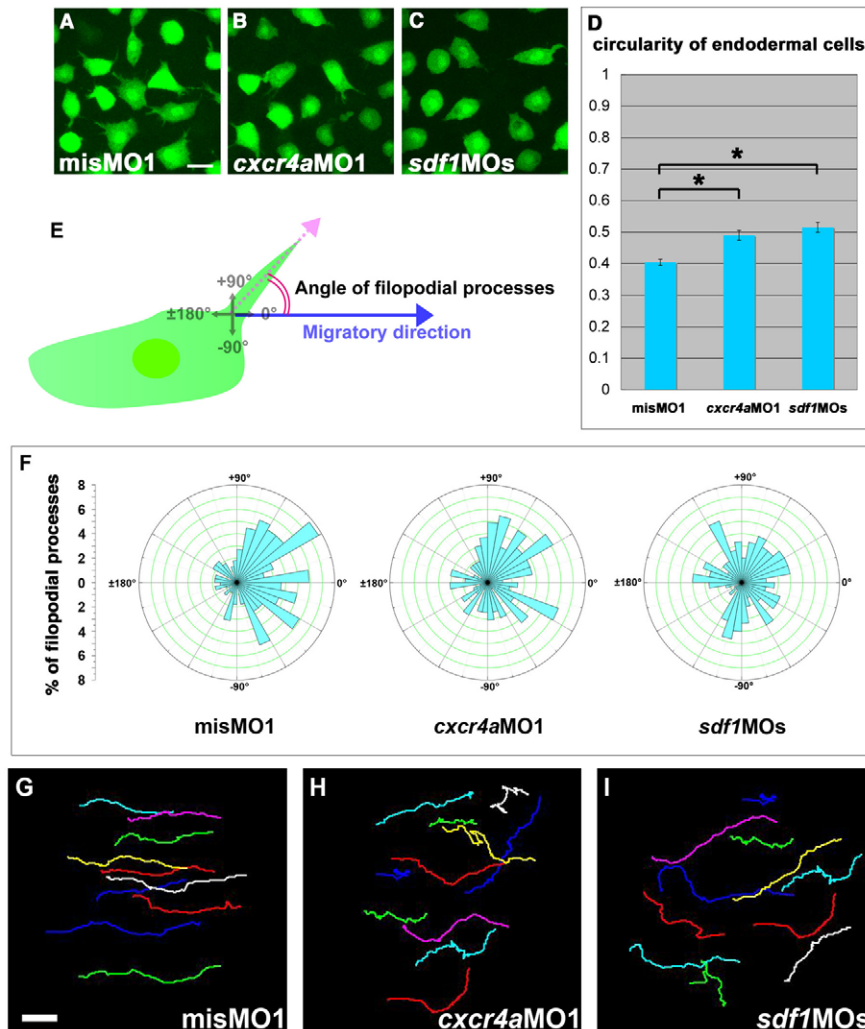 A
B
C
misMO1
cxcr4aMO1
sdf1MOs
D
circularity of endodermal cells
1
0.9
0.8
0.7
0.6
0.5
0.4
0.3
0.2
0.1
0
*
*
misMO1
cxcr4aMO1
sdf1MOs
E
+90°
±180°
0°
-90°
Angle of filopodial processes
Migratory direction
F
% of filopodial processes
8
6
4
2
0
2
4
6
8
+90°
±180°
0°
-90°
misMO1
+90°
±180°
0°
-90°
cxcr4aMO1
+90°
±180°
0°
-90°
sdf1MOs
G
misMO1
H
cxcr4aMO1
I
sdf1MOs